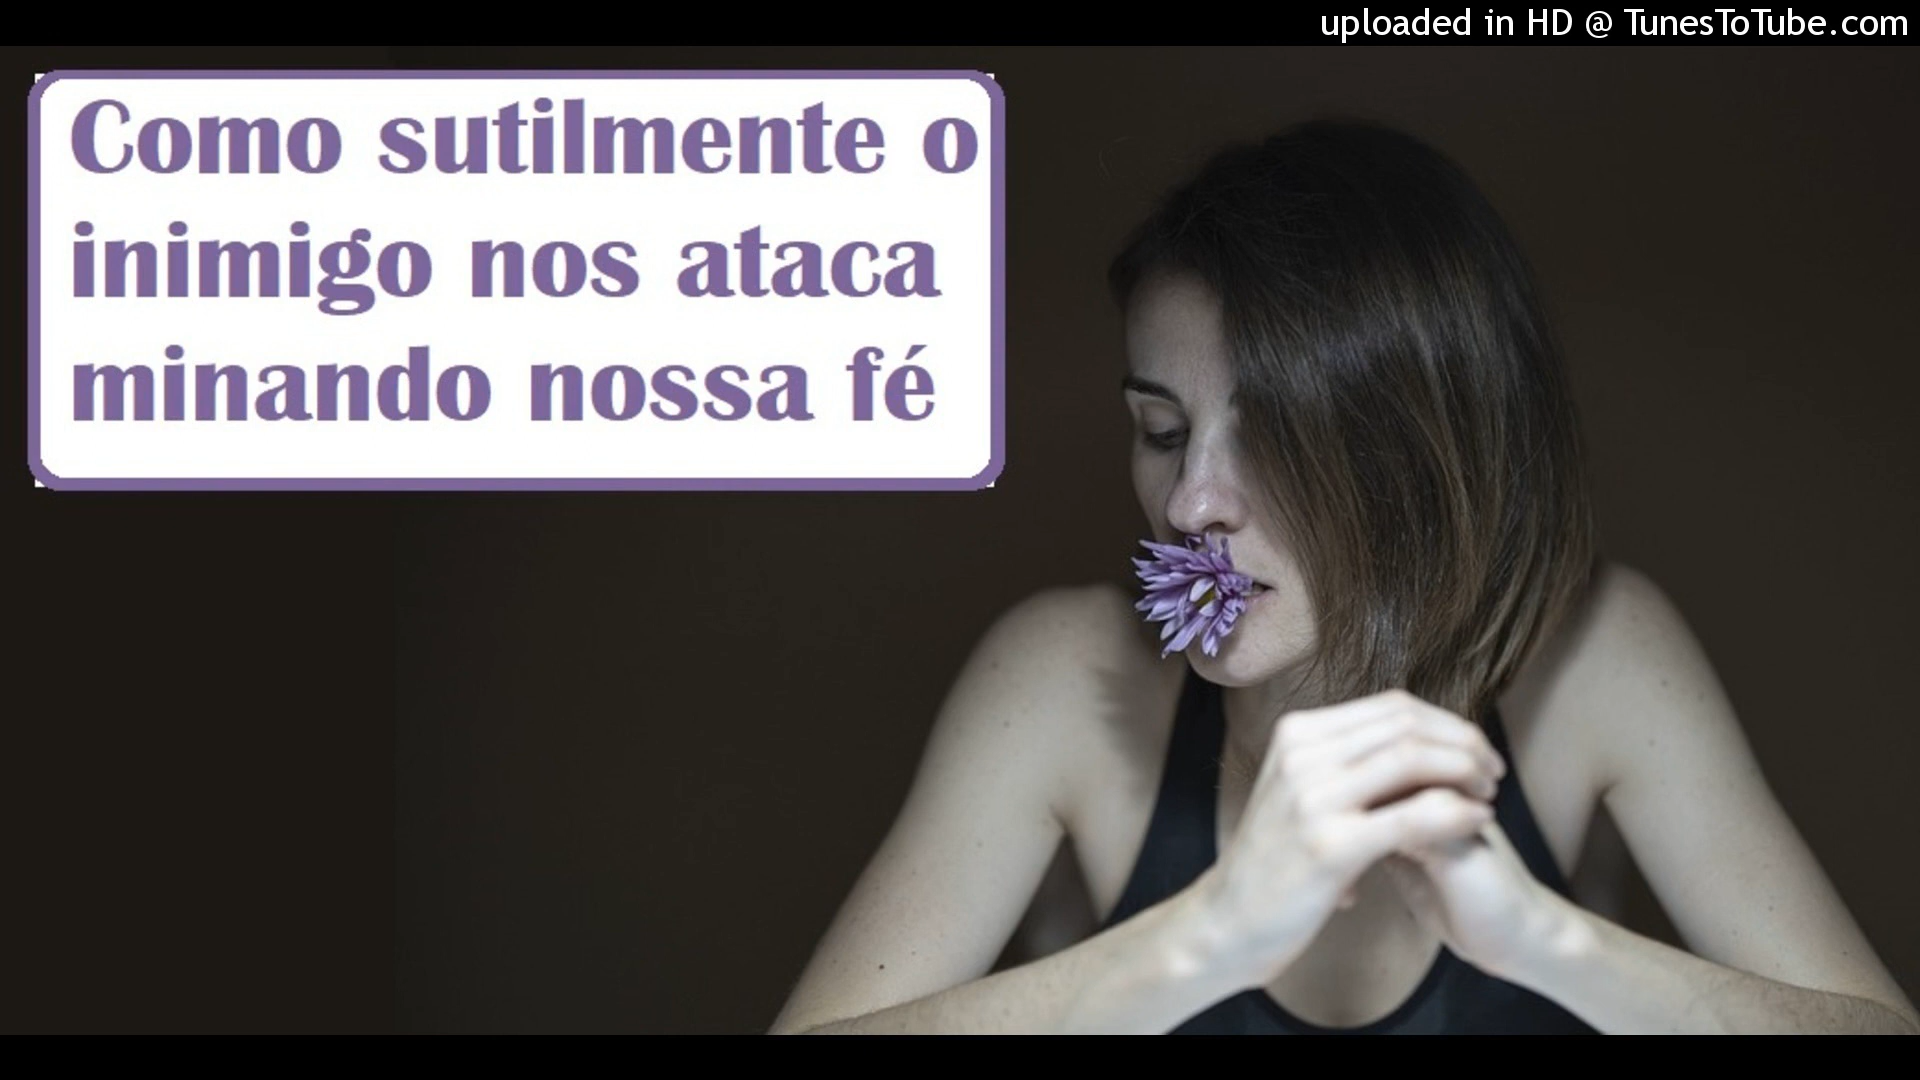 uploaded in HD @ TunesToTube.com
Como sutilmente o
inimigo nos ataca
minando nossa fé